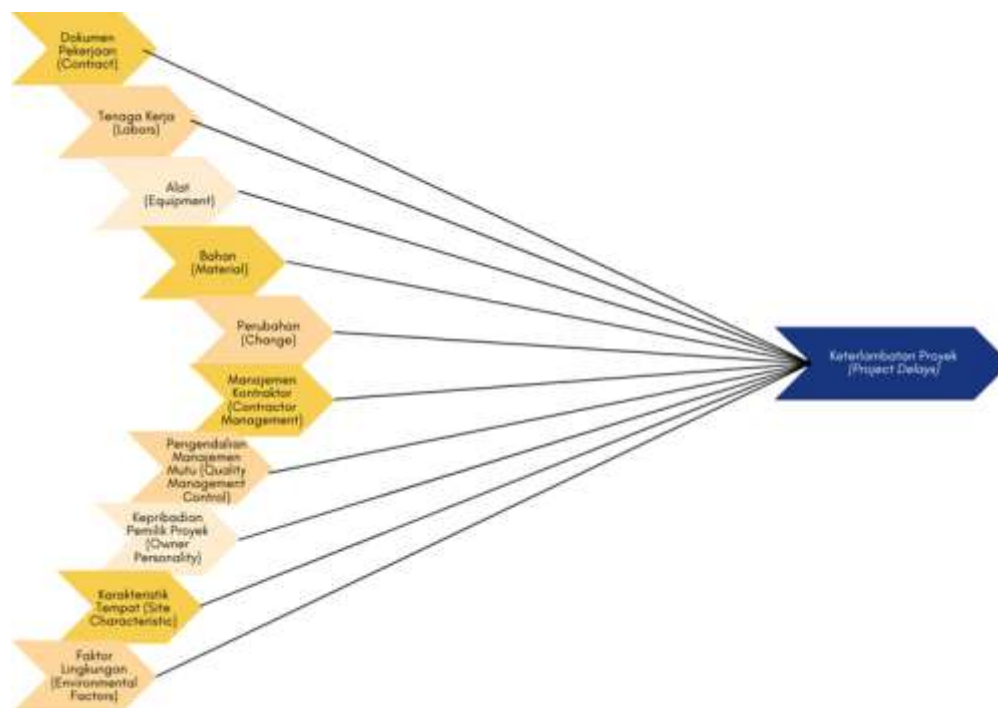 Dokumen
Pekerjaan
(Contract)
Tenaga Kerja
(Labors)
Alat
(Equipment)
Bahan
(Material)
Perubahan
(Change)
Manajemen
Kontraktor
(Contractor
Management)
Pengendalian
Manajemen
Mutu (Quality
Management
Control)
Kepribadian
Pemilik Proyek
(Owner
Personality)
Karakteristik
Tempat (Site
Characteristic)
Faktor
Lingkungan
(Environmental
Factors)
Keterlambatan Proyek
(Project Delays)